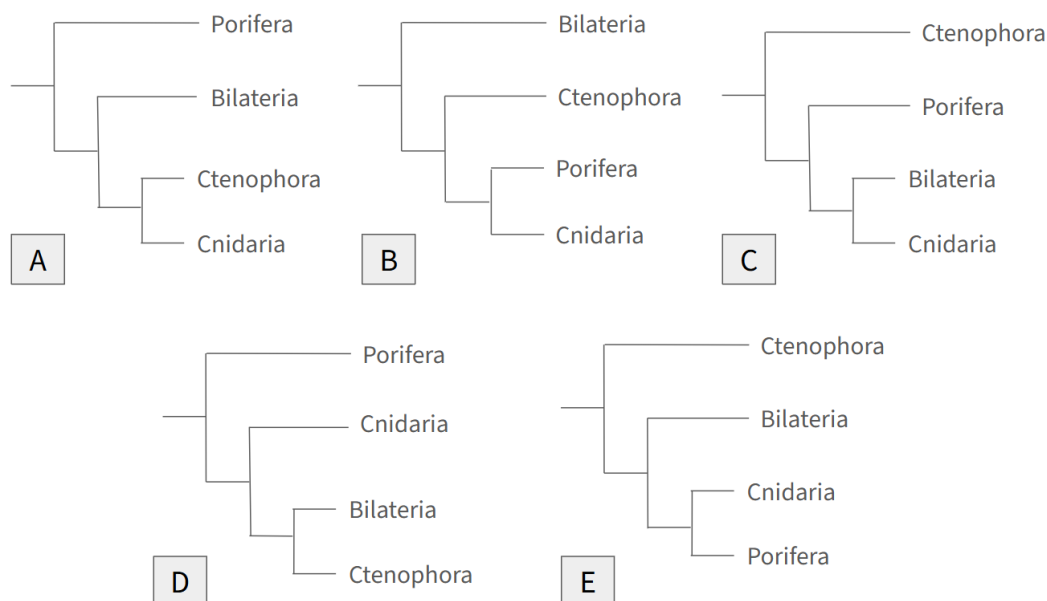 Porifera
Bilateria
Ctenophora
Cnidaria
A
Bilateria
Ctenophora
Porifera
Cnidaria
B
Ctenophora
Porifera
Bilateria
Cnidaria
C
Porifera
Cnidaria
Bilateria
Ctenophora
D
Ctenophora
Bilateria
Cnidaria
Porifera
E